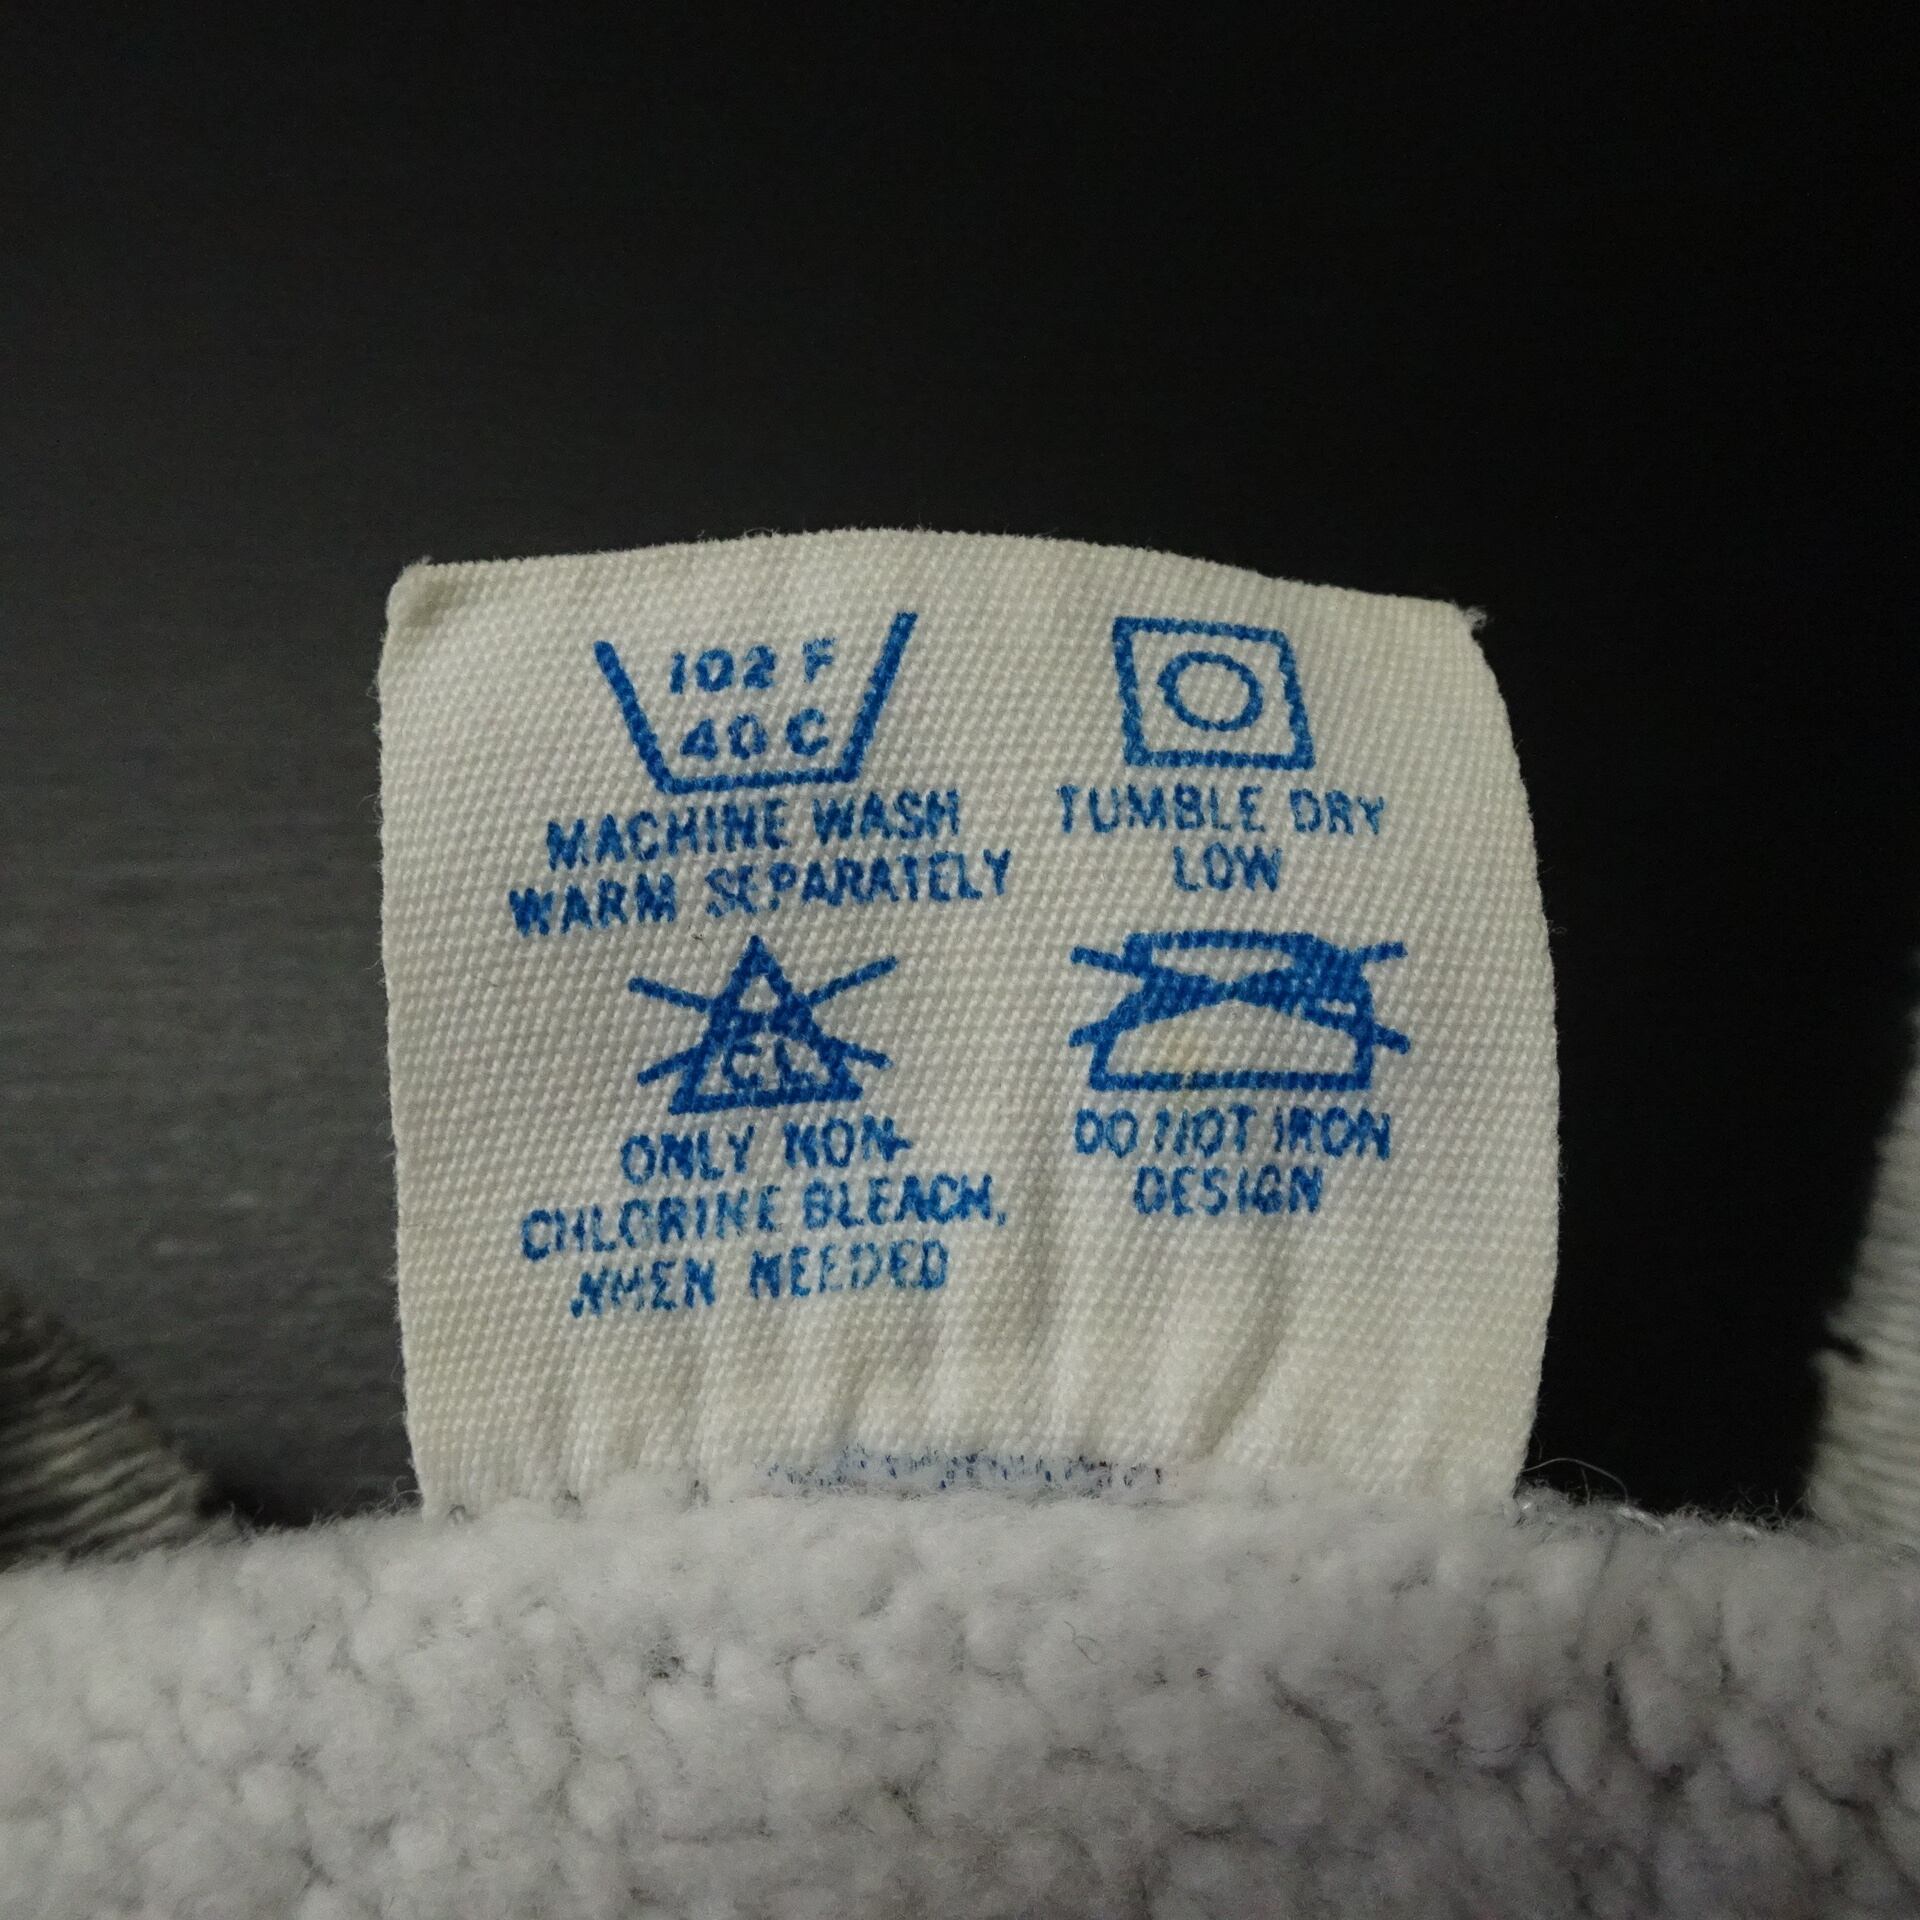 102 F
40 C
MACHINE WASH
WARM SEPARATELY
TUMBLE DRY
LOW
CL
ONLY NON-
CHLORINE BLEACH,
WHEN NEEDED
DO NOT IRON
DESIGN